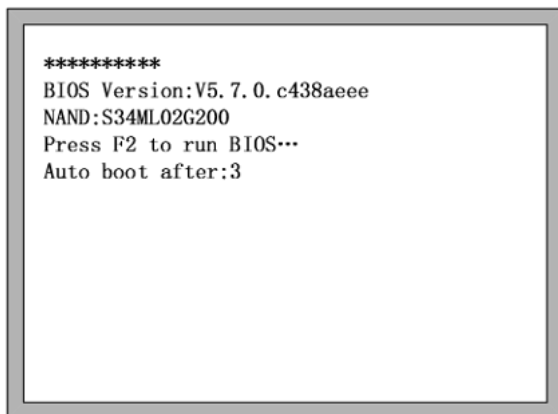 **********
BIOS Version:V5.7.0.c438aeee
NAND:S34ML02G200
Press F2 to run BIOS…
Auto boot after:3